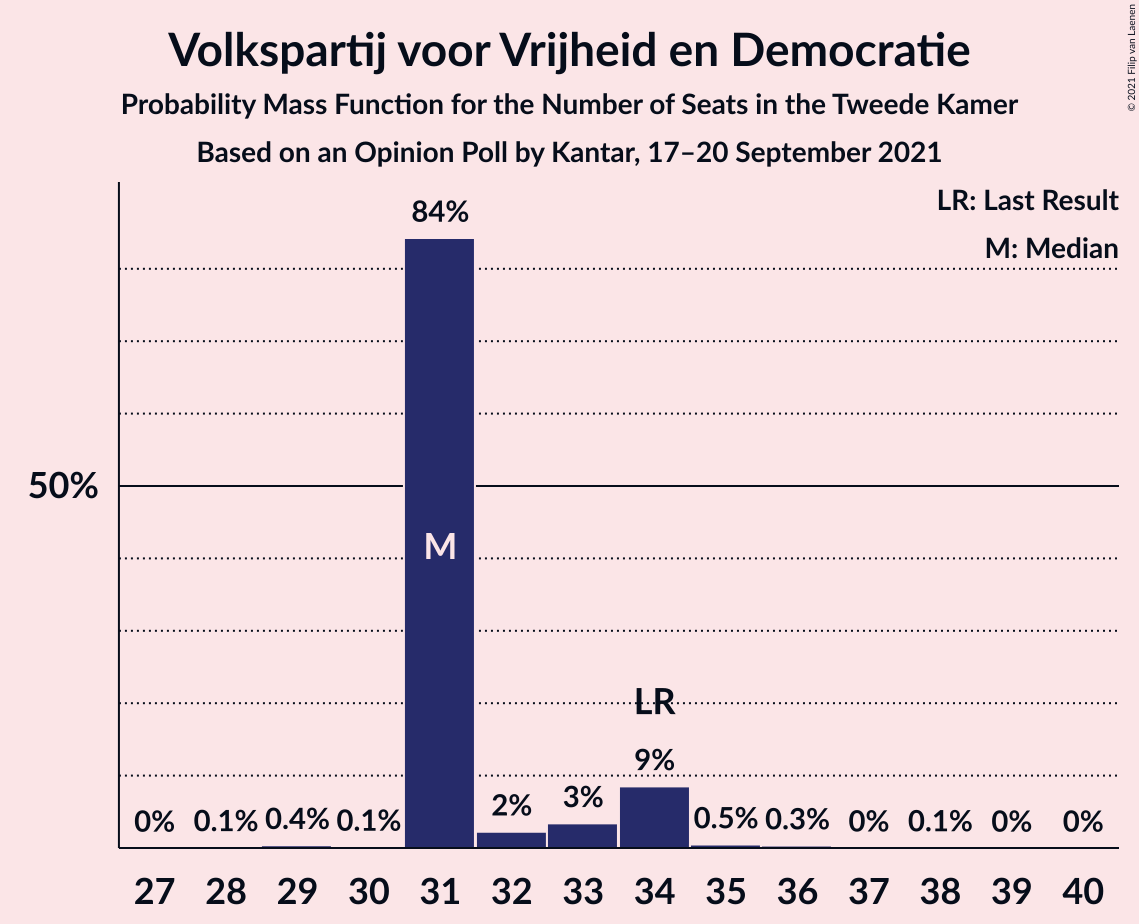 Volkspartij voor Vrijheid en Democratie
Probability Mass Function for the Number of Seats in the Tweede Kamer
Based on an Opinion Poll by Kantar, 17–20 September 2021
© 2021 Filip van Laenen
LR: Last Result
M: Median
84%
50%
M
LR
9%
0% 0.1% 0.4% 0.1% 2% 3% 0.5% 0.3% 0% 0.1% 0% 0%
27 28 29 30 31 32 33 34 35 36 37 38 39 40